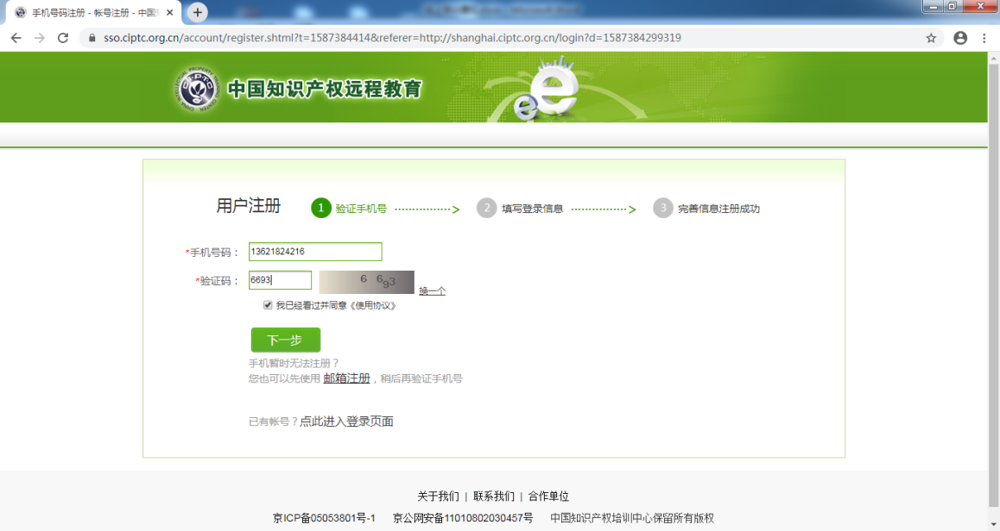 手机号码注册 - 帐号注册 - 中国
sso.ciptc.org.cn/account/register.shtml?t=1587384414&referer=http://shanghai.ciptc.org.cn/login?d=1587384299319
中国知识产权远程教育
用户注册 1 验证手机号 2 填写登录信息 3 完善信息注册成功
*手机号码： 13621824216
*验证码： 6693 6 693 换一个
我已经看过并同意《使用协议》
下一步
手机暂时无法注册？
您也可以先使用 邮箱注册，稍后再验证手机号
已有帐号？点此进入登录页面
关于我们 | 联系我们 | 合作单位
京ICP备05053801号-1 京公网安备11010802030457号 中国知识产权培训中心保留所有版权